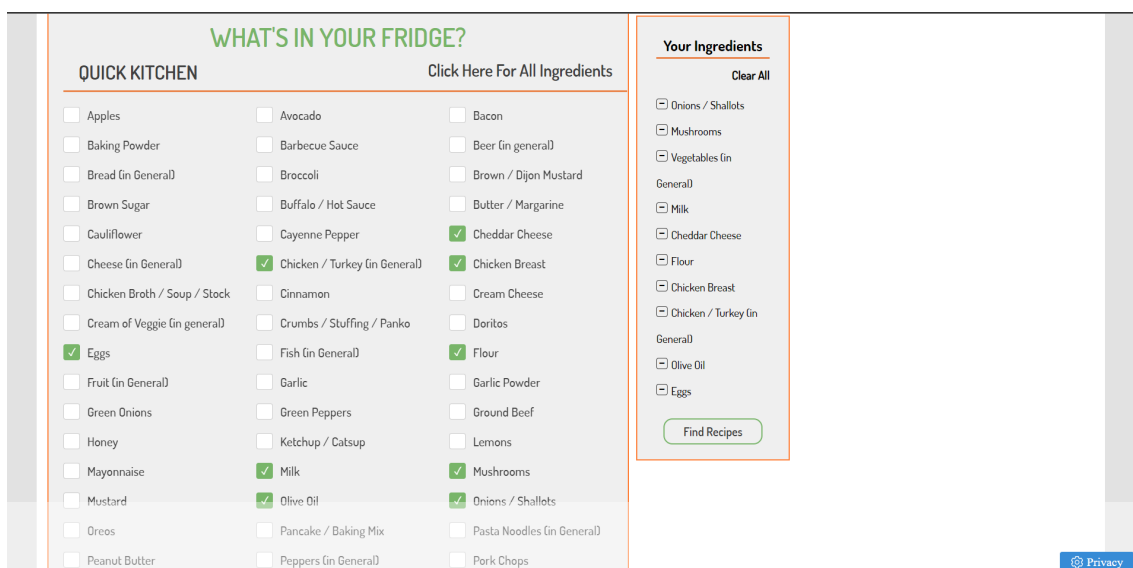 WHAT'S IN YOUR FRIDGE?
QUICK KITCHEN
Click Here For All Ingredients
Apples
Avocado
Bacon
Baking Powder
Barbecue Sauce
Beer (in general)
Bread (in General)
Broccoli
Brown / Dijon Mustard
Brown Sugar
Buffalo / Hot Sauce
Butter / Margarine
Cauliflower
Cayenne Pepper
Cheddar Cheese
Cheese (in General)
Chicken / Turkey (in General)
Chicken Breast
Chicken Broth / Soup / Stock
Cinnamon
Cream Cheese
Cream of Veggie (in general)
Crumbs / Stuffing / Panko
Doritos
Eggs
Fish (in General)
Flour
Fruit (in General)
Garlic
Garlic Powder
Green Onions
Green Peppers
Ground Beef
Honey
Ketchup / Catsup
Lemons
Mayonnaise
Milk
Mushrooms
Mustard
Olive Oil
Onions / Shallots
Oreos
Pancake / Baking Mix
Pasta Noodles (in General)
Peanut Butter
Peppers (in General)
Pork Chops
Your Ingredients
Clear All
Onions / Shallots
Mushrooms
Vegetables (in
General)
Milk
Cheddar Cheese
Flour
Chicken Breast
Chicken / Turkey (in
General)
Olive Oil
Eggs
Find Recipes
Privacy